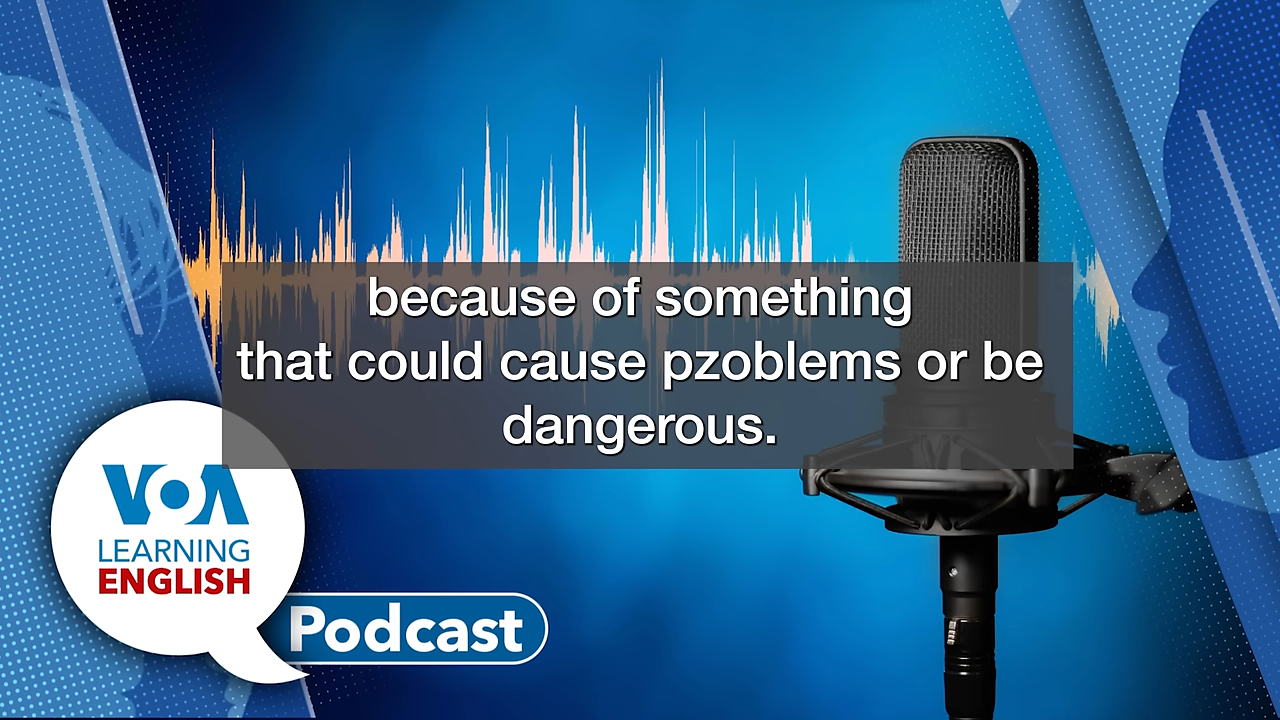 because of something
that could cause pzoblems or be
dangerous.
VOA
LEARNING
ENGLISH
Podcast